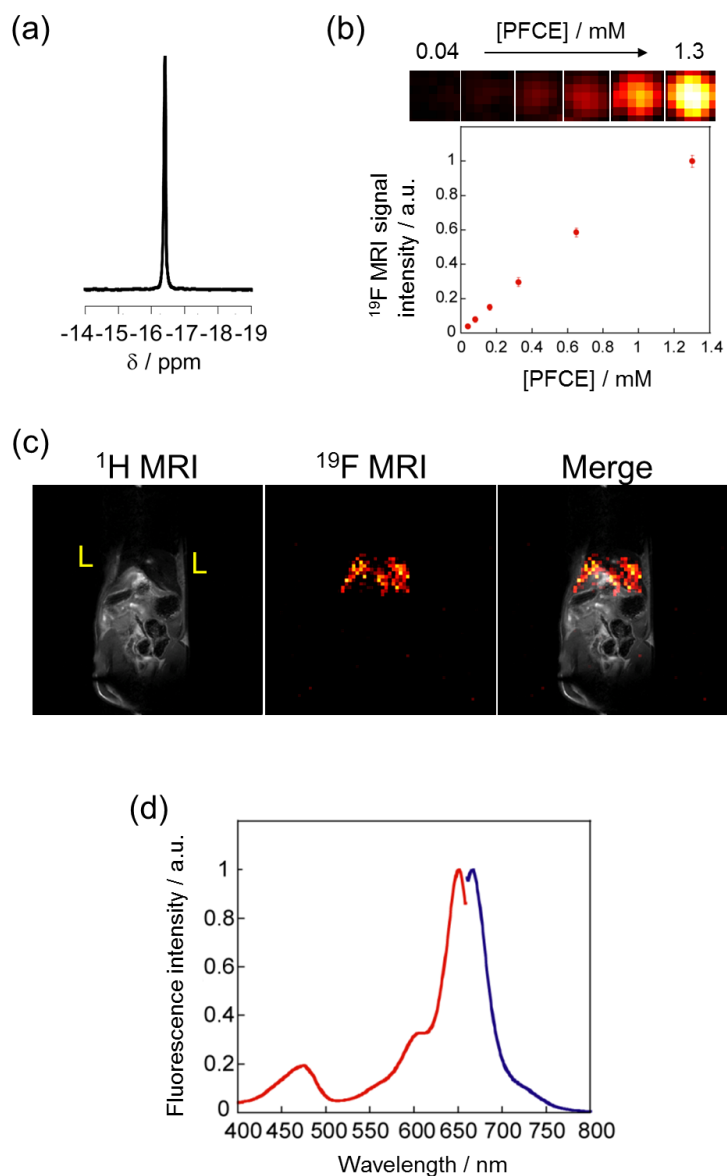 (a)
-14-15-16-17-18-19
δ / ppm
(b)
[PFCE] / mM
0.04
1.3
¹⁹F MRI signal
intensity / a.u.
1
0.8
0.6
0.4
0.2
0
0 0.2 0.4 0.6 0.8 1 1.2 1.4
[PFCE] / mM
(c)
¹H MRI
¹⁹F MRI
Merge
L
L
(d)
Fluorescence intensity / a.u.
1
0.8
0.6
0.4
0.2
0
400 450 500 550 600 650 700 750 800
Wavelength / nm